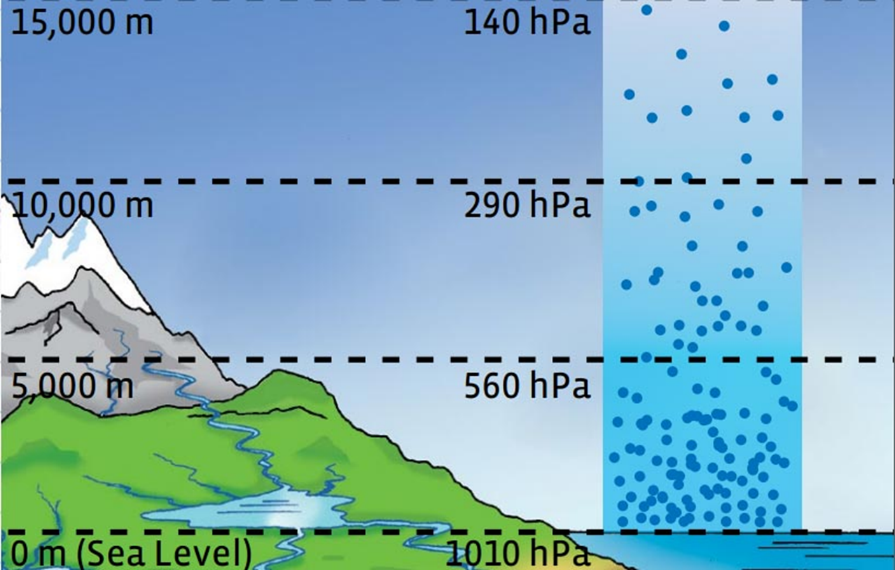 15,000 m 140 hPa
10,000 m 290 hPa
5,000 m 560 hPa
0 m (Sea Level) 1010 hPa